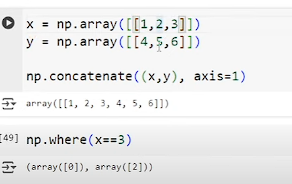 x = np.array([[1,2,3]])
y = np.array([[4,5,6]])
np.concatenate((x,y), axis=1)
array([[1, 2, 3, 4, 5, 6]])
[49] np.where(x==3)
(array([0]), array([2]))